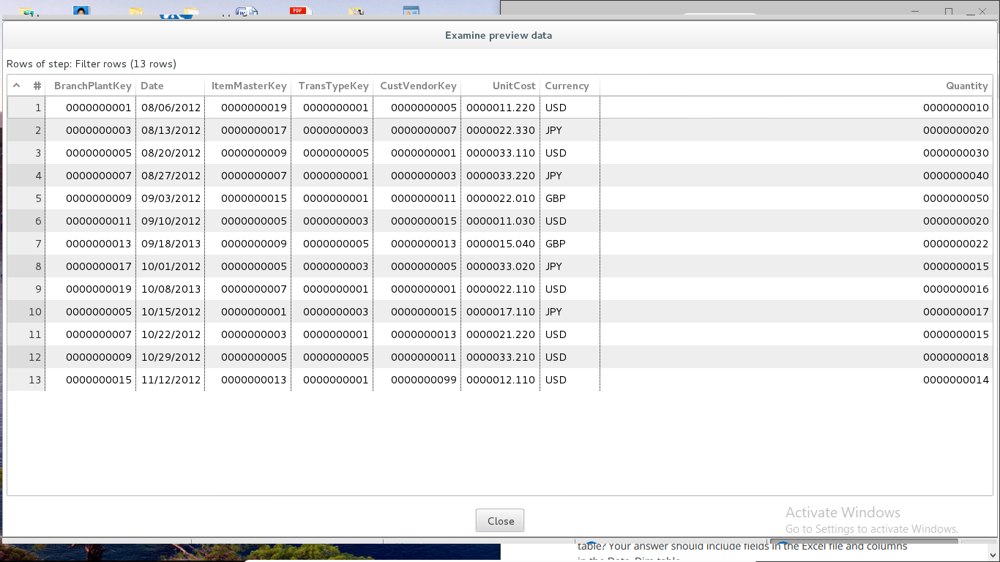 PDF
Examine preview data
Rows of step: Filter rows (13 rows)
# BranchPlantKey Date ItemMasterKey TransTypeKey CustVendorKey UnitCost Currency Quantity
1 0000000001 08/06/2012 0000000019 0000000001 0000000005 0000011.220 USD 0000000010
2 0000000003 08/13/2012 0000000017 0000000003 0000000007 0000022.330 JPY 0000000020
3 0000000005 08/20/2012 0000000009 0000000005 0000000001 0000033.110 USD 0000000030
4 0000000007 08/27/2012 0000000007 0000000001 0000000003 0000033.220 JPY 0000000040
5 0000000009 09/03/2012 0000000015 0000000001 0000000011 0000022.010 GBP 0000000050
6 0000000011 09/10/2012 0000000005 0000000003 0000000015 0000011.030 USD 0000000020
7 0000000013 09/18/2013 0000000009 0000000005 0000000013 0000015.040 GBP 0000000022
8 0000000017 10/01/2012 0000000005 0000000003 0000000005 0000033.020 JPY 0000000015
9 0000000019 10/08/2013 0000000007 0000000001 0000000001 0000022.110 USD 0000000016
10 0000000005 10/15/2012 0000000001 0000000003 0000000015 0000017.110 JPY 0000000017
11 0000000007 10/22/2012 0000000003 0000000001 0000000013 0000021.220 USD 0000000015
12 0000000009 10/29/2012 0000000005 0000000005 0000000011 0000033.210 USD 0000000018
13 0000000015 11/12/2012 0000000013 0000000001 0000000099 0000012.110 USD 0000000014
Close
Activate Windows
Go to Settings to activate Windows.
table? Your answer should include fields in the Excel file and columns